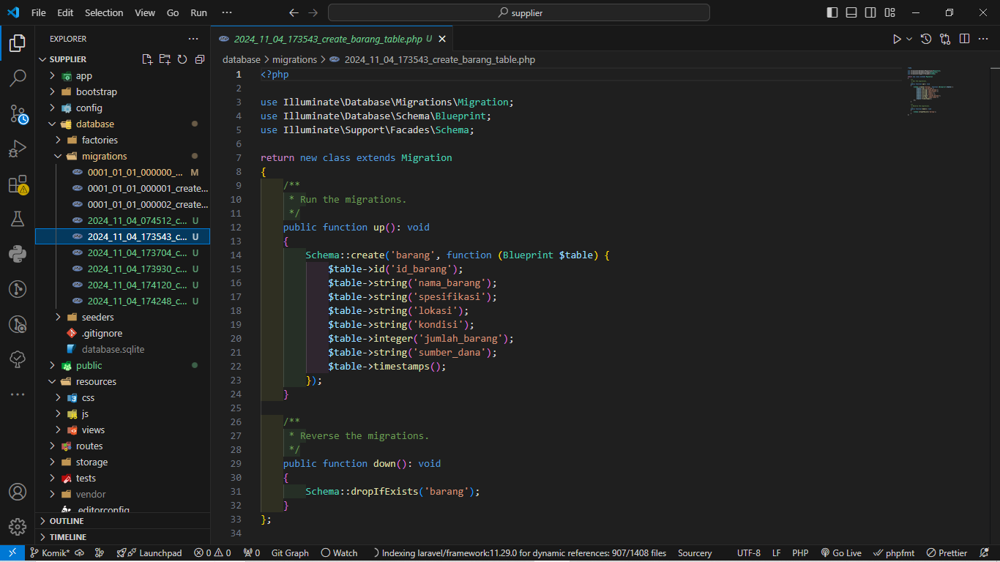 File Edit Selection View Go Run ··· supplier
EXPLORER ···
SUPPLIER
app
bootstrap
config
database
factories
migrations
0001_01_01_000000_... M
0001_01_01_000001_create...
0001_01_01_000002_create...
2024_11_04_074512_c... U
2024_11_04_173543_c... U
2024_11_04_173704_c... U
2024_11_04_173930_c... U
2024_11_04_174120_c... U
2024_11_04_174248_c... U
seeders
.gitignore
database.sqlite
public
resources
css
js
views
routes
storage
tests
vendor
.editorconfig
OUTLINE
TIMELINE
2024_11_04_173543_create_barang_table.php U
database > migrations > 2024_11_04_173543_create_barang_table.php
1 <?php
2
3 use Illuminate\Database\Migrations\Migration;
4 use Illuminate\Database\Schema\Blueprint;
5 use Illuminate\Support\Facades\Schema;
6
7 return new class extends Migration
8 {
9 /**
10 * Run the migrations.
11 */
12 public function up(): void
13 {
14 Schema::create('barang', function (Blueprint $table) {
15 $table->id('id_barang');
16 $table->string('nama_barang');
17 $table->string('spesifikasi');
18 $table->string('lokasi');
19 $table->string('kondisi');
20 $table->integer('jumlah_barang');
21 $table->string('sumber_dana');
22 $table->timestamps();
23 });
24 }
25
26 /**
27 * Reverse the migrations.
28 */
29 public function down(): void
30 {
31 Schema::dropIfExists('barang');
32 }
33 };
34
Komik* Launchpad 0 0 0 Git Graph Watch Indexing laravel/framework:11.29.0 for dynamic references: 907/1408 files Sourcery UTF-8 LF PHP Go Live phpfmt Prettier